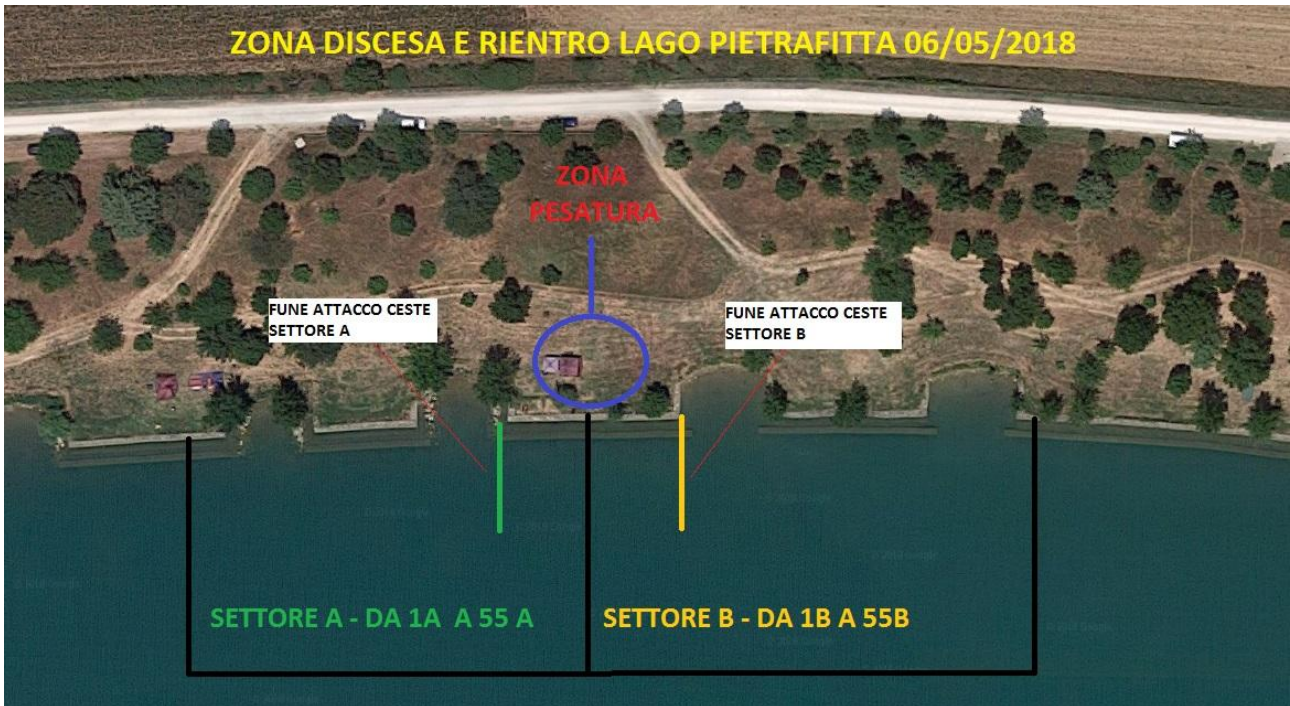 ZONA DISCESA E RIENTRO LAGO PIETRAFITTA 06/05/2018
ZONA
PESATURA
FUNE ATTACCO CESTE
SETTORE A
FUNE ATTACCO CESTE
SETTORE B
SETTORE A - DA 1A  A 55 A
SETTORE B - DA 1B A 55B